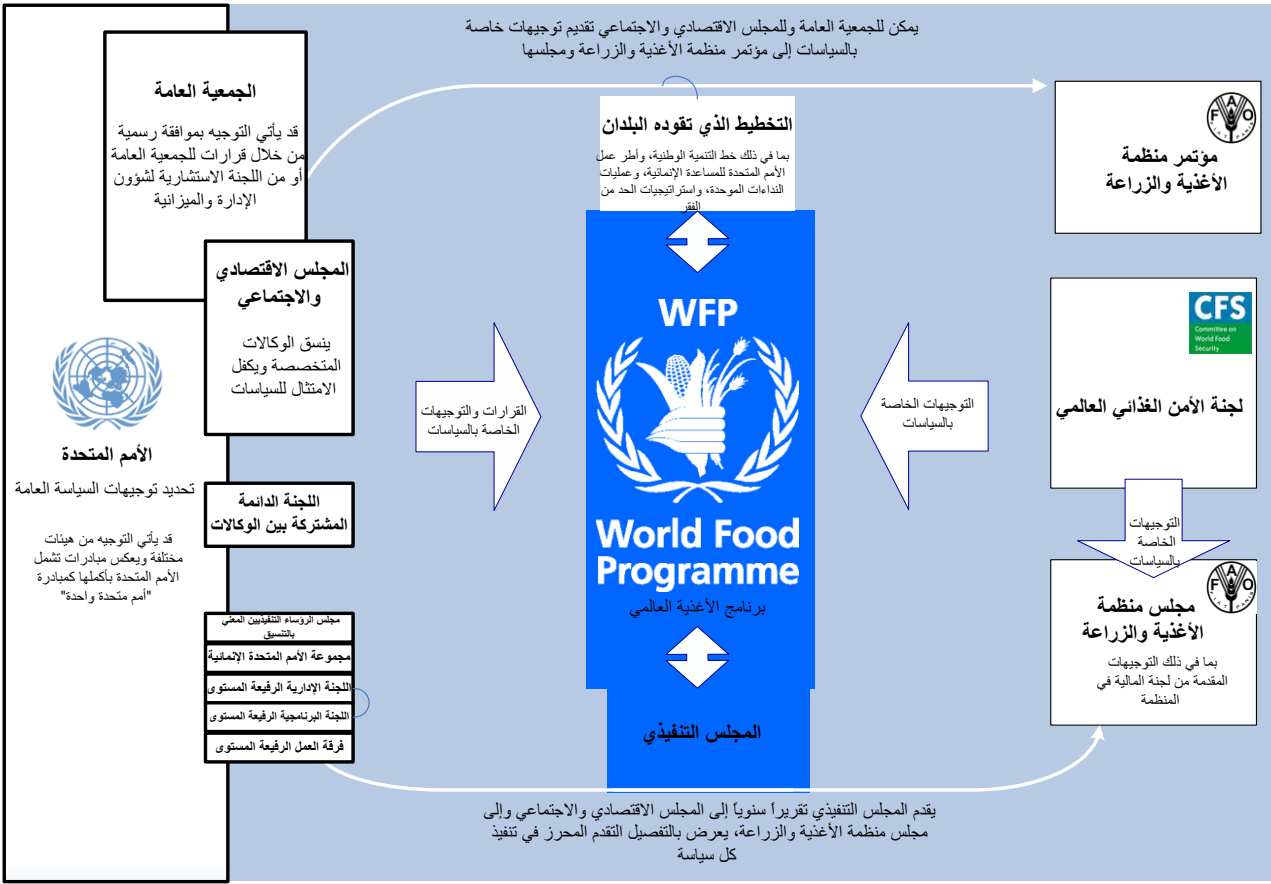 يمكن للجمعية العامة وللمجلس الاقتصادي والاجتماعي تقديم توجيهات خاصة
بالسياسات إلى مؤتمر منظمة الأغذية والزراعة ومجلسها
الجمعية العامة
قد يأتي التوجيه بموافقة رسمية
من خلال قرارات للجمعية العامة
أو من اللجنة الاستشارية لشؤون
الإدارة والميزانية
المجلس الاقتصادي
والاجتماعي
ينسق الوكالات
المتخصصة ويكفل
الامتثال للسياسات
الأمم المتحدة
تحديد توجيهات السياسة العامة
قد يأتي التوجيه من هيئات
مختلفة ويعكس مبادرات تشمل
الأمم المتحدة بأكملها كمبادرة
"أمم متحدة واحدة"
اللجنة الدائمة
المشتركة بين الوكالات
مجلس الرؤساء التنفيذيين المعني
بالتنسيق
مجموعة الأمم المتحدة الإنمائية
اللجنة الإدارية الرفيعة المستوى
اللجنة البرنامجية الرفيعة المستوى
فرقة العمل الرفيعة المستوى
القرارات والتوجيهات
الخاصة بالسياسات
التخطيط الذي تقوده البلدان
بما في ذلك خط التنمية الوطنية، وأطر عمل
الأمم المتحدة للمساعدة الإنمائية، وعمليات
النداءات الموحدة، واستراتيجيات الحد من
الفقر
WFP
World Food
Programme
برنامج الأغذية العالمي
المجلس التنفيذي
التوجيهات الخاصة
بالسياسات
FAO
FIAT PANIS
مؤتمر منظمة
الأغذية والزراعة
CFS
Committee on
World Food
Security
لجنة الأمن الغذائي العالمي
التوجيهات
الخاصة
بالسياسات
FAO
FIAT PANIS
مجلس منظمة
الأغذية والزراعة
بما في ذلك التوجيهات
المقدمة من لجنة المالية في
المنظمة
يقدم المجلس التنفيذي تقريراً سنوياً إلى المجلس الاقتصادي والاجتماعي وإلى
مجلس منظمة الأغذية والزراعة، يعرض بالتفصيل التقدم المحرز في تنفيذ
كل سياسة